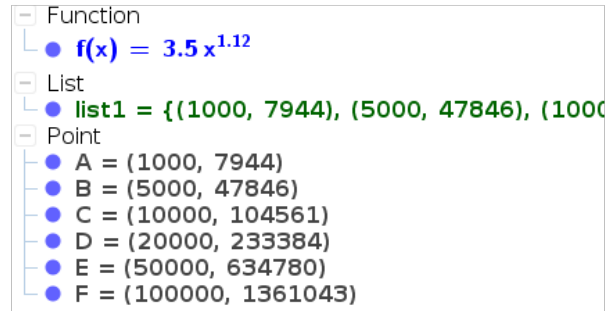 Function
f(x) = 3.5 x^1.12
List
list1 = {(1000, 7944), (5000, 47846), (100
Point
A = (1000, 7944)
B = (5000, 47846)
C = (10000, 104561)
D = (20000, 233384)
E = (50000, 634780)
F = (100000, 1361043)